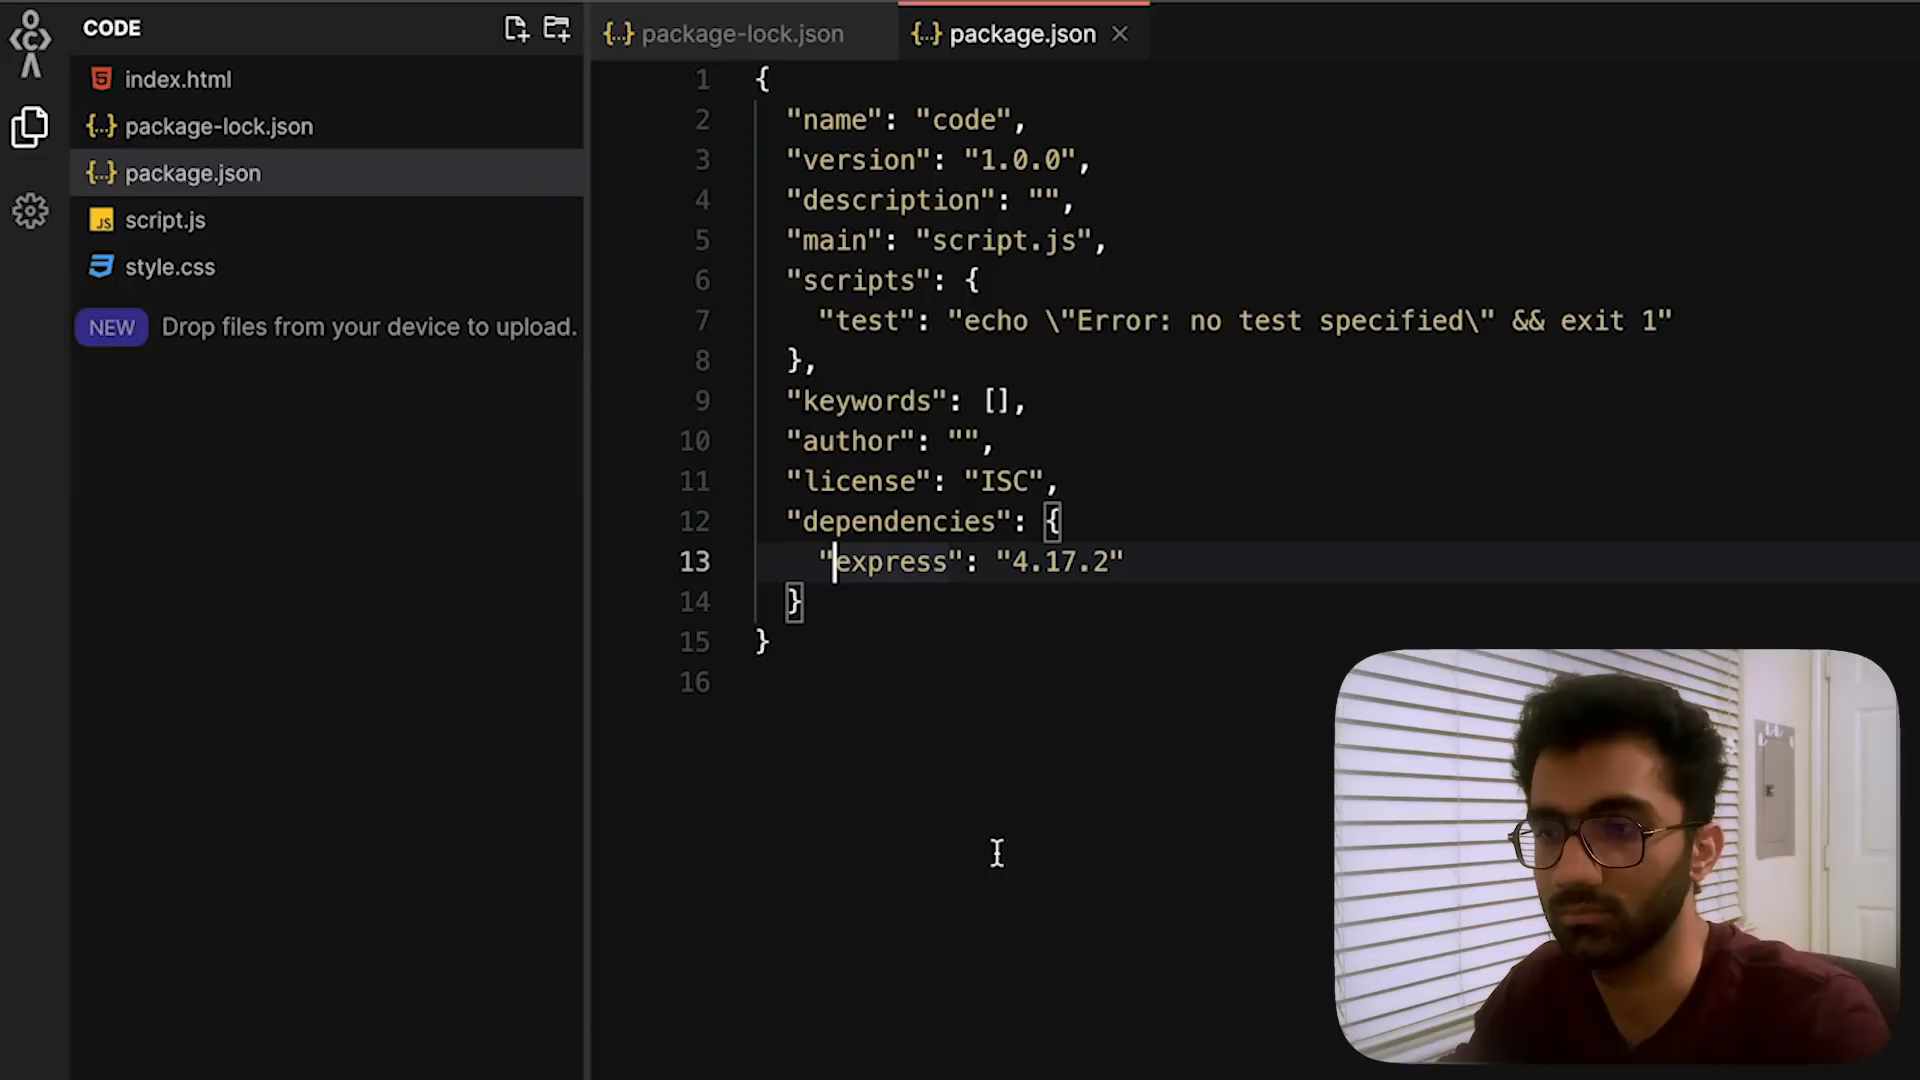 CODE
index.html
package-lock.json
package.json
script.js
style.css
NEW Drop files from your device to upload.
{..} package-lock.json
{..} package.json
1 {
2 "name": "code",
3 "version": "1.0.0",
4 "description": "",
5 "main": "script.js",
6 "scripts": {
7 "test": "echo \"Error: no test specified\" && exit 1"
8 },
9 "keywords": [],
10 "author": "",
11 "license": "ISC",
12 "dependencies": {
13 "express": "4.17.2"
14 }
15 }
16